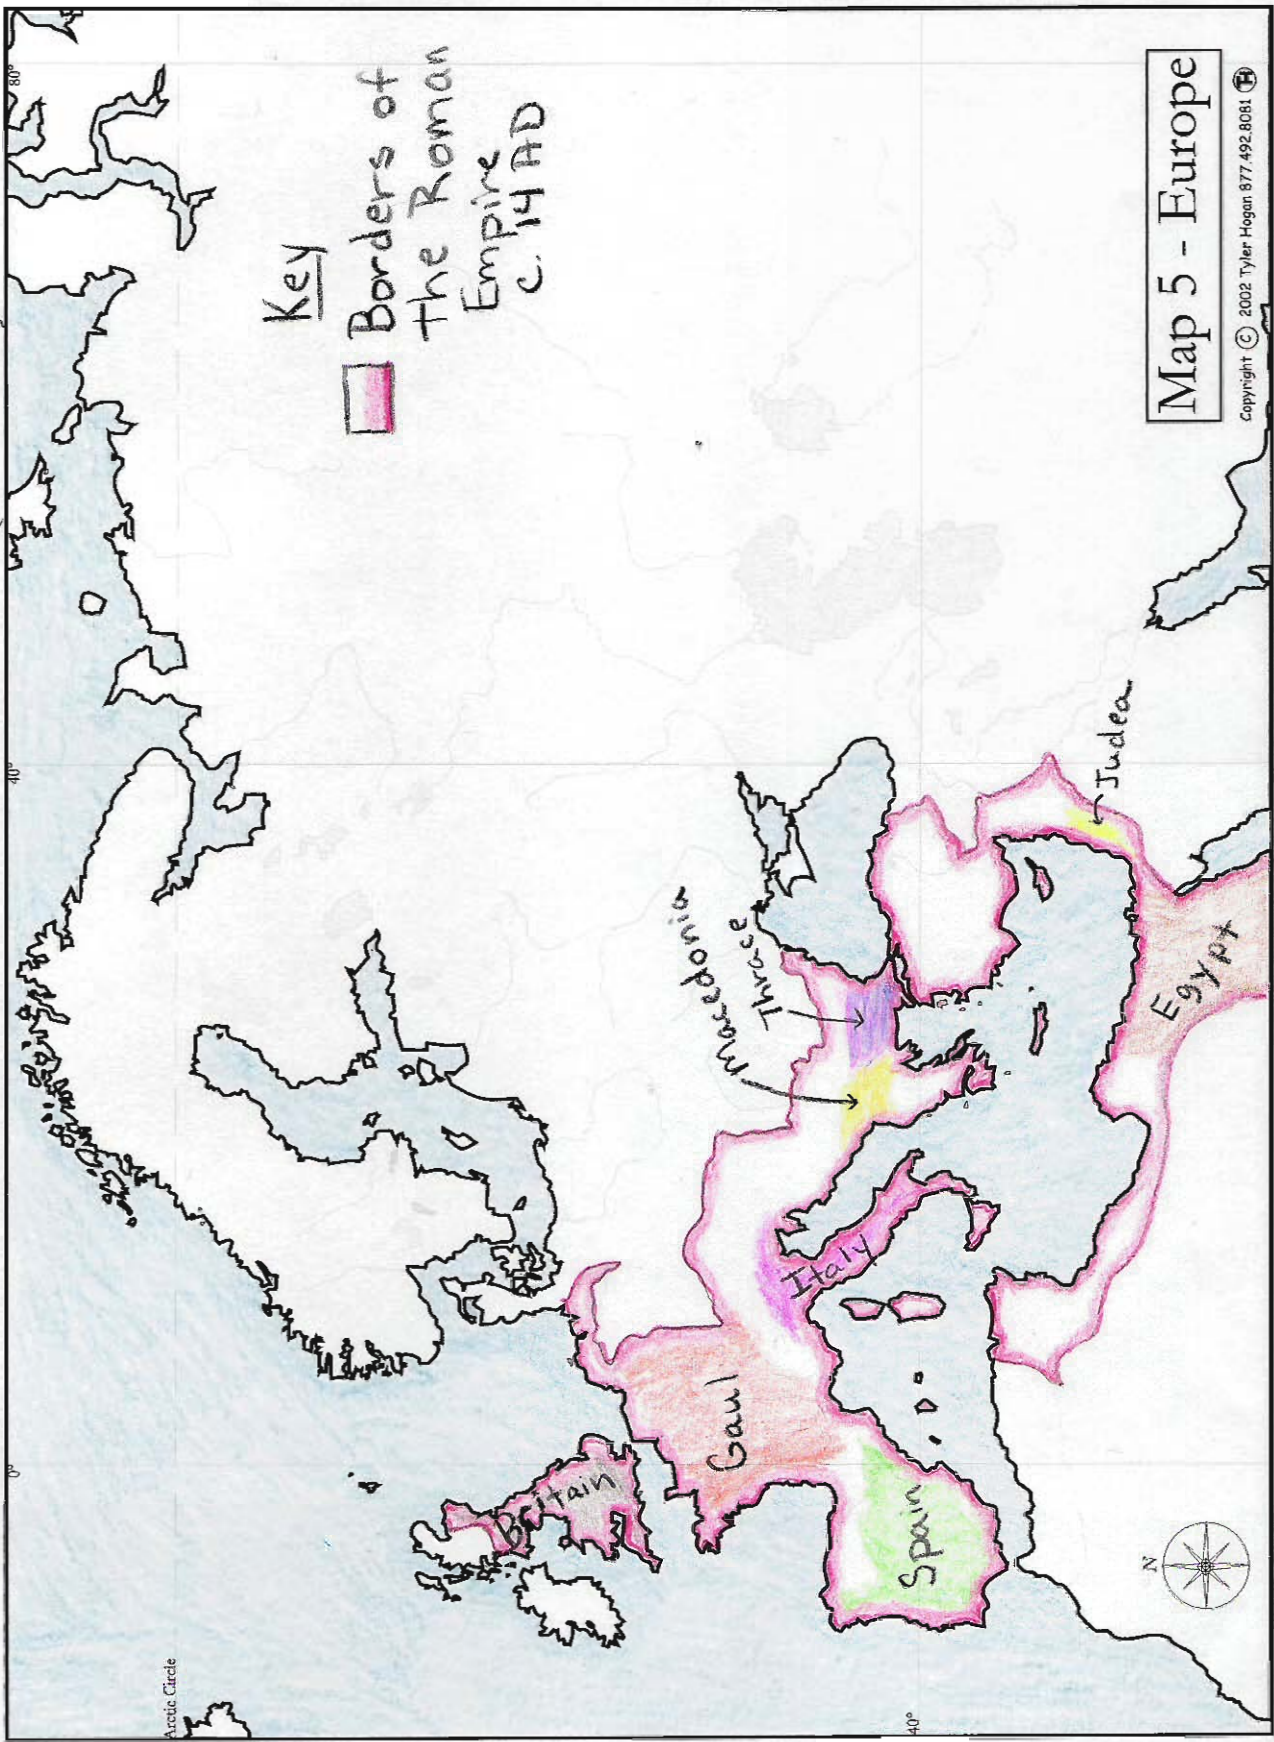 80°
40°
0°
Arctic Circle
Key
Borders of
the Roman
Empire
c. 14 AD
Britain
Gaul
Spain
Italy
Macedonia
Thrace
Judea
Egypt
40°
N
Map 5 - Europe
Copyright © 2002 Tyler Hogan 877.492.8081 TH